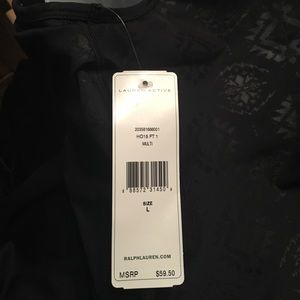 LAUREN ACTIVE
HO18 PT 1
MULTI
SIZE
L
RALPHLAUREN.COM
MSRP $59.50